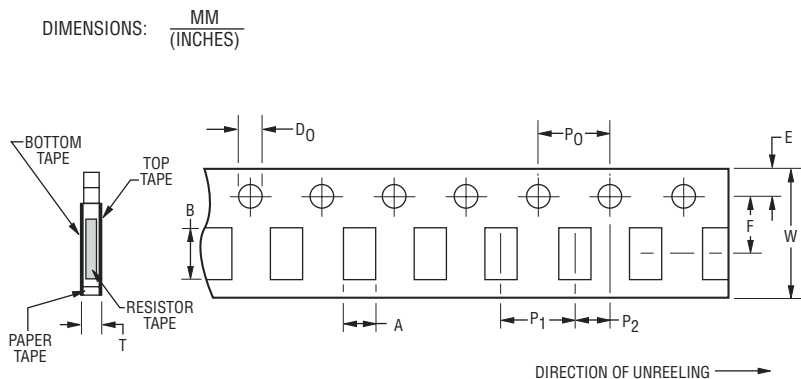 DIMENSIONS: MM
(INCHES)
D0
P0
E
BOTTOM
TAPE
TOP
TAPE
B
F
W
RESISTOR
TAPE
PAPER
TAPE
T
A
P1
P2
DIRECTION OF UNREELING